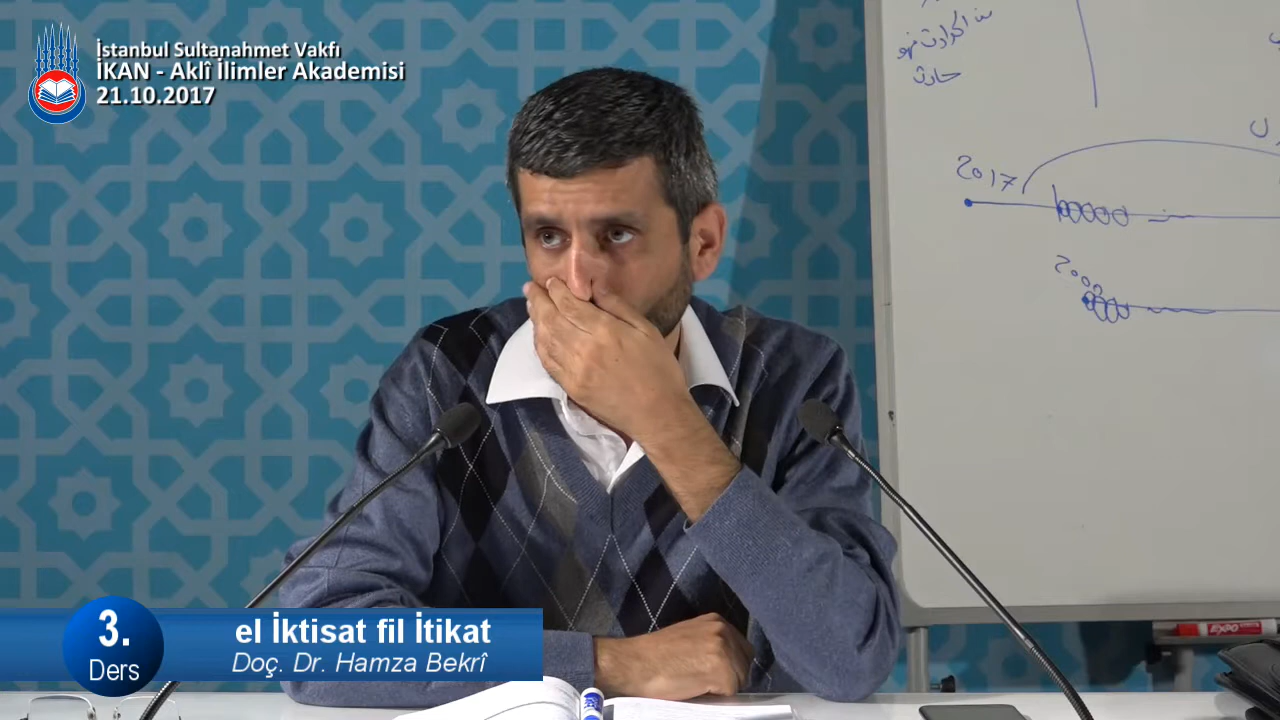 İstanbul Sultanahmet Vakfı
İKAN - Aklî İlimler Akademisi
21.10.2017
2017
2000
EXPO
3.
Ders
el İktisat fil İtikat
Doç. Dr. Hamza Bekrî